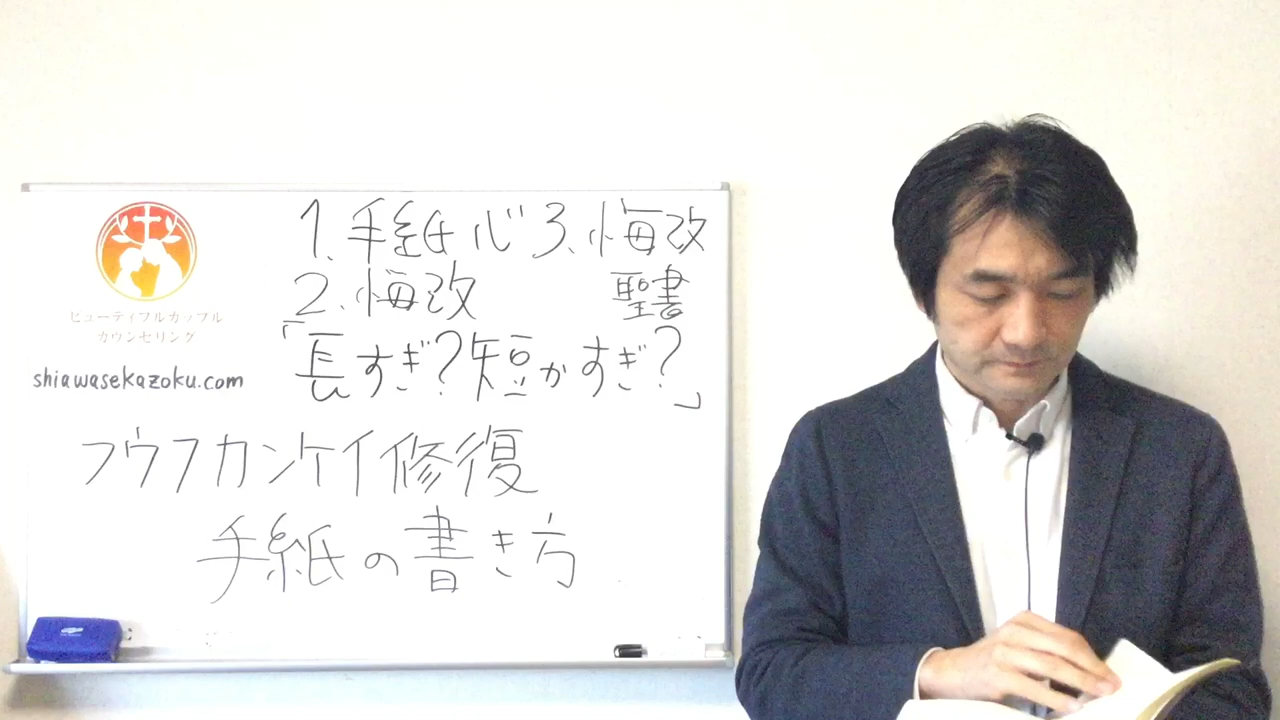 1. 手紙 心 3. 悔改
2. 悔改 聖書
「長すぎ?短かすぎ?」
フウフカンケイ修復
手紙の書き方
ビューティフルカップル
カウンセリング
shiawasekazoku.com